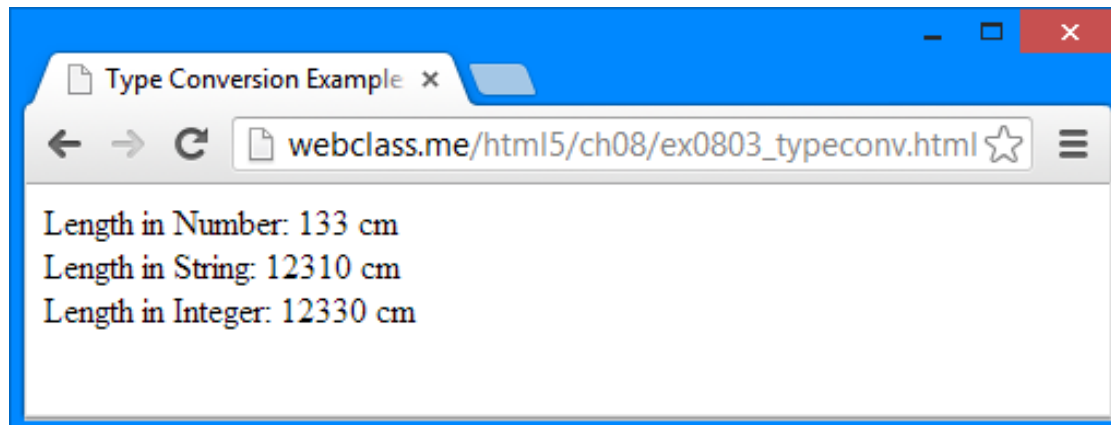 Type Conversion Example
webclass.me/html5/ch08/ex0803_typeconv.html
Length in Number: 133 cm
Length in String: 12310 cm
Length in Integer: 12330 cm